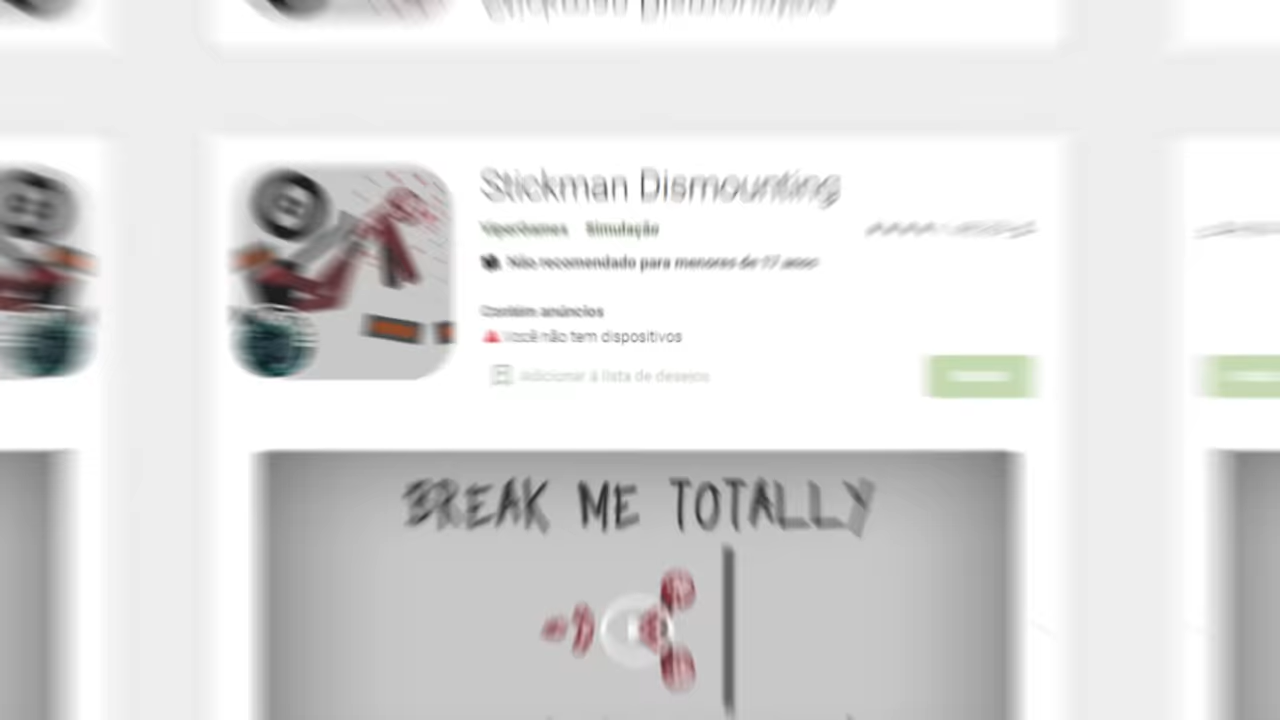 Stickman Dismounting
Simulação
Não recomendado para menores de 17 anos
Contém anúncios
Você não tem dispositivos
Adicionar à lista de desejos
BREAK ME TOTALLY